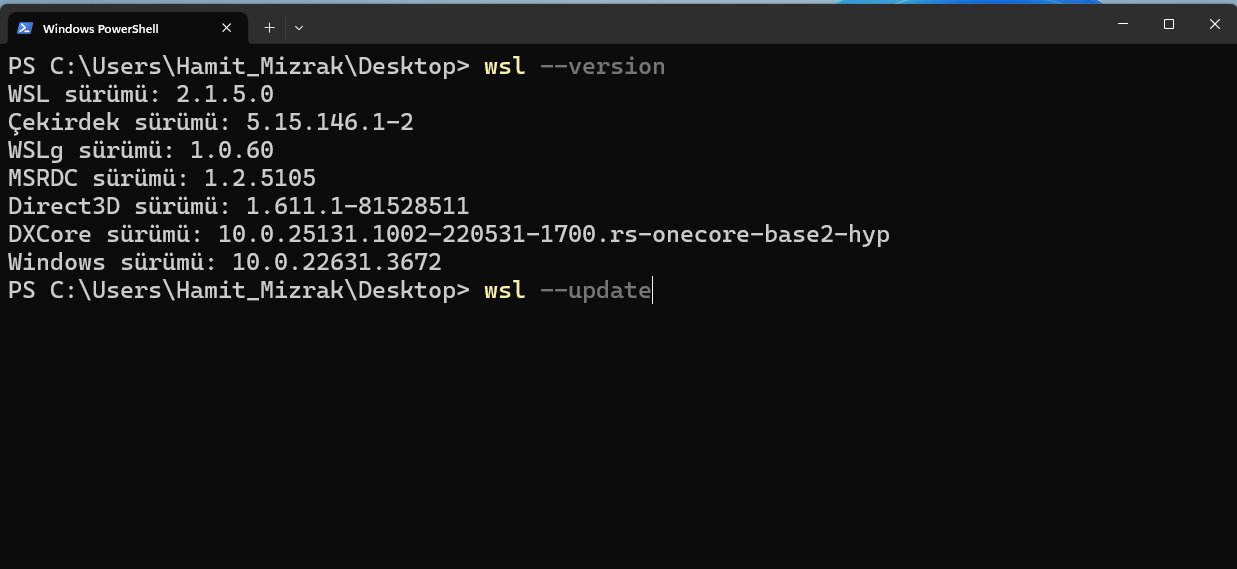 Windows PowerShell
PS C:\Users\Hamit_Mizrak\Desktop> wsl --version
WSL sürümü: 2.1.5.0
Çekirdek sürümü: 5.15.146.1-2
WSLg sürümü: 1.0.60
MSRDC sürümü: 1.2.5105
Direct3D sürümü: 1.611.1-81528511
DXCore sürümü: 10.0.25131.1002-220531-1700.rs-onecore-base2-hyp
Windows sürümü: 10.0.22631.3672
PS C:\Users\Hamit_Mizrak\Desktop> wsl --update